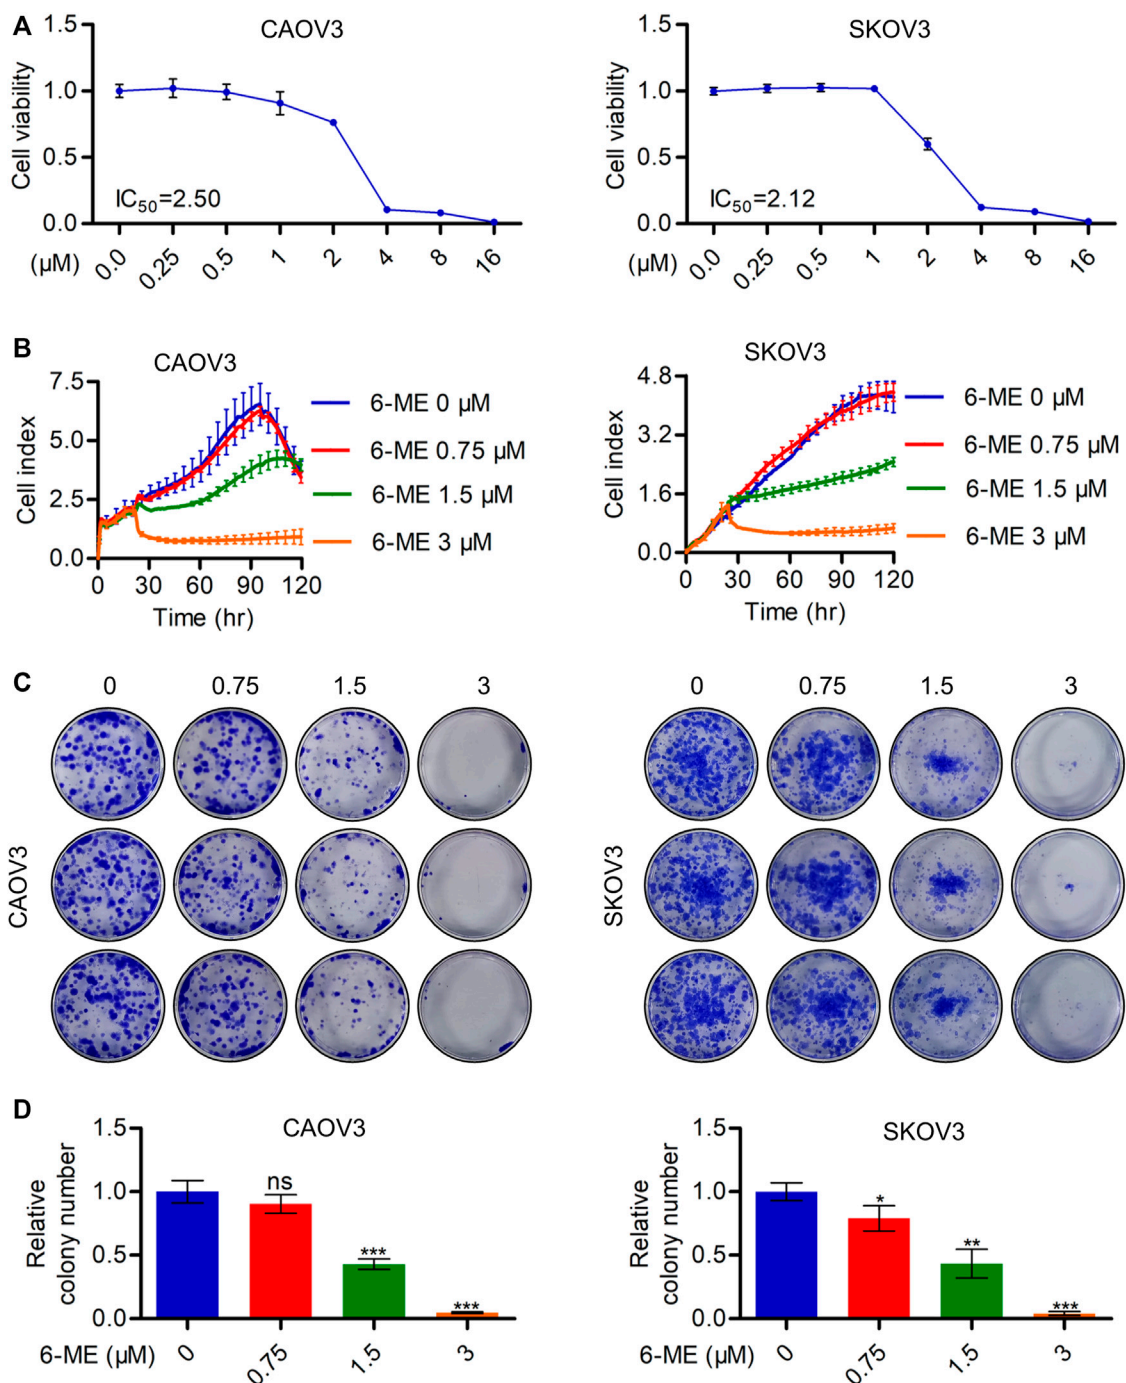 A
CAOV3
1.5
1.0
0.5
0.0
Cell viability
IC50=2.50
(µM) 0.0 0.25 0.5 1 2 4 8 16
SKOV3
1.5
1.0
0.5
0.0
Cell viability
IC50=2.12
(µM) 0.0 0.25 0.5 1 2 4 8 16
B
CAOV3
7.5
5.0
2.5
0.0
Cell index
0 30 60 90 120
Time (hr)
6-ME 0 µM
6-ME 0.75 µM
6-ME 1.5 µM
6-ME 3 µM
SKOV3
4.8
3.2
1.6
0.0
Cell index
0 30 60 90 120
Time (hr)
6-ME 0 µM
6-ME 0.75 µM
6-ME 1.5 µM
6-ME 3 µM
C
0 0.75 1.5 3
CAOV3
0 0.75 1.5 3
SKOV3
D
CAOV3
1.5
1.0
0.5
0.0
Relative
colony number
ns
***
***
6-ME (µM) 0 0.75 1.5 3
SKOV3
1.5
1.0
0.5
0.0
Relative
colony number
*
**
***
6-ME (µM) 0 0.75 1.5 3